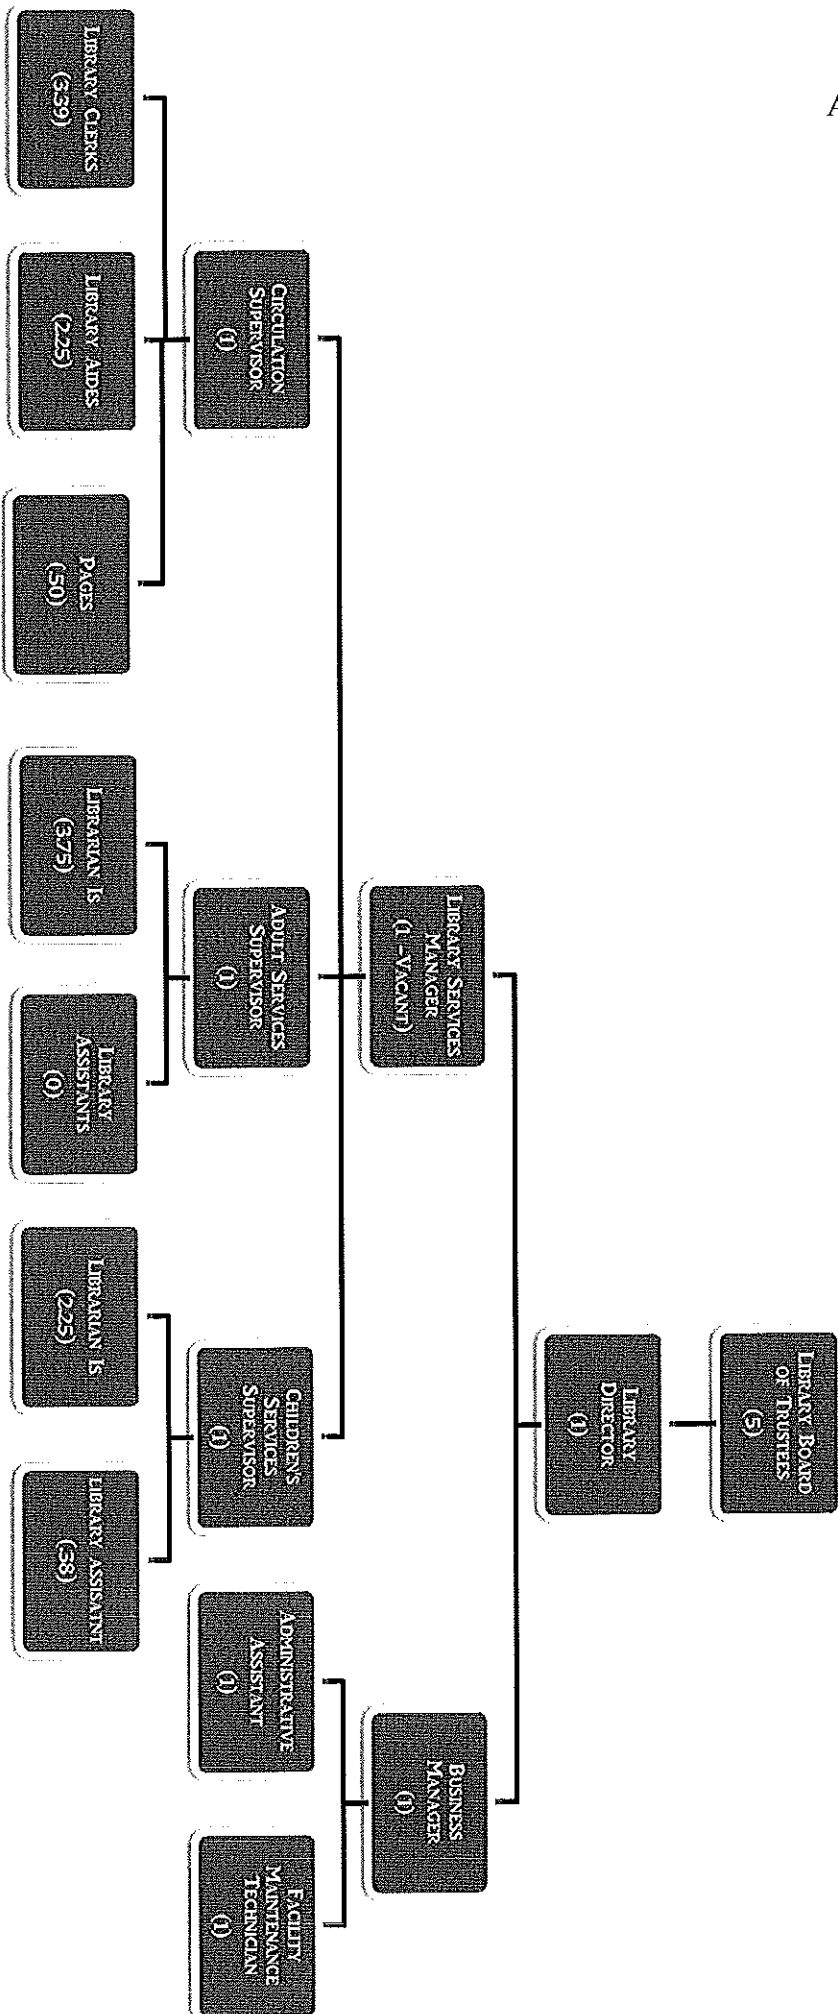 LIBRARY BOARD
OF TRUSTEES
(5)
LIBRARY
DIRECTOR
(1)
LIBRARY SERVICES
MANAGER
(1 –VACANT)
BUSINESS
MANAGER
(1)
CIRCULATION
SUPERVISOR
(1)
ADULT SERVICES
SUPERVISOR
(1)
CHILDREN'S
SERVICES
SUPERVISOR
(1)
ADMINISTRATIVE
ASSISTANT
(1)
FACILITY
MAINTENANCE
TECHNICIAN
(1)
LIBRARY CLERKS
(3.39)
LIBRARY AIDES
(2.25)
PAGES
(.50)
LIBRARIAN IS
(3.75)
LIBRARY
ASSISTANTS
(0)
LIBRARIAN IS
(2.25)
LIBRARY ASSISATNT
(.38)